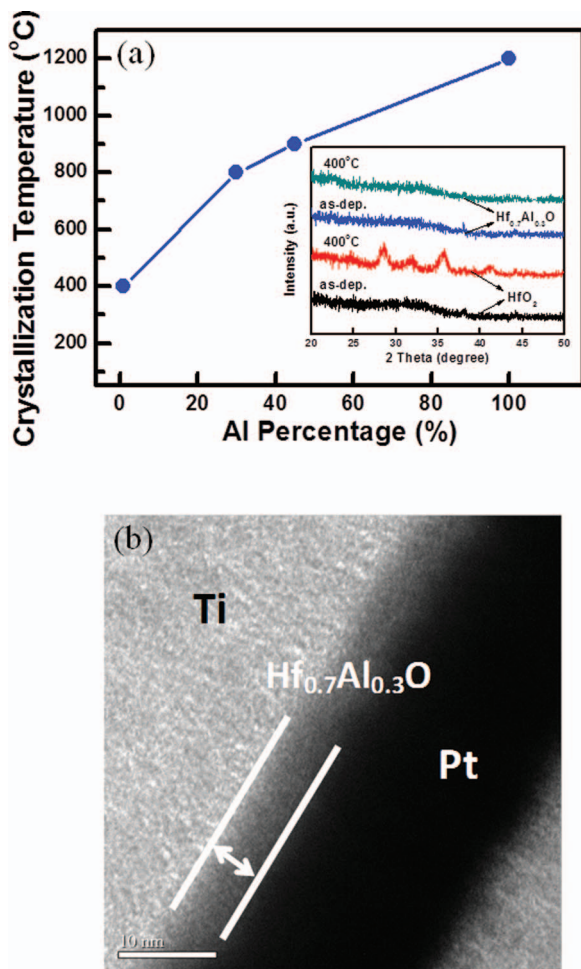 (a)
Crystallization Temperature (°C)
1200
1000
800
600
400
200
0
20
40
60
80
100
Al Percentage (%)
Intensity (a.u.)
400°C
as-dep.
Hf0.7Al0.3O
400°C
as-dep.
HfO2
20
25
30
35
40
45
50
2 Theta (degree)
(b)
Ti
Hf0.7Al0.3O
Pt
10 nm